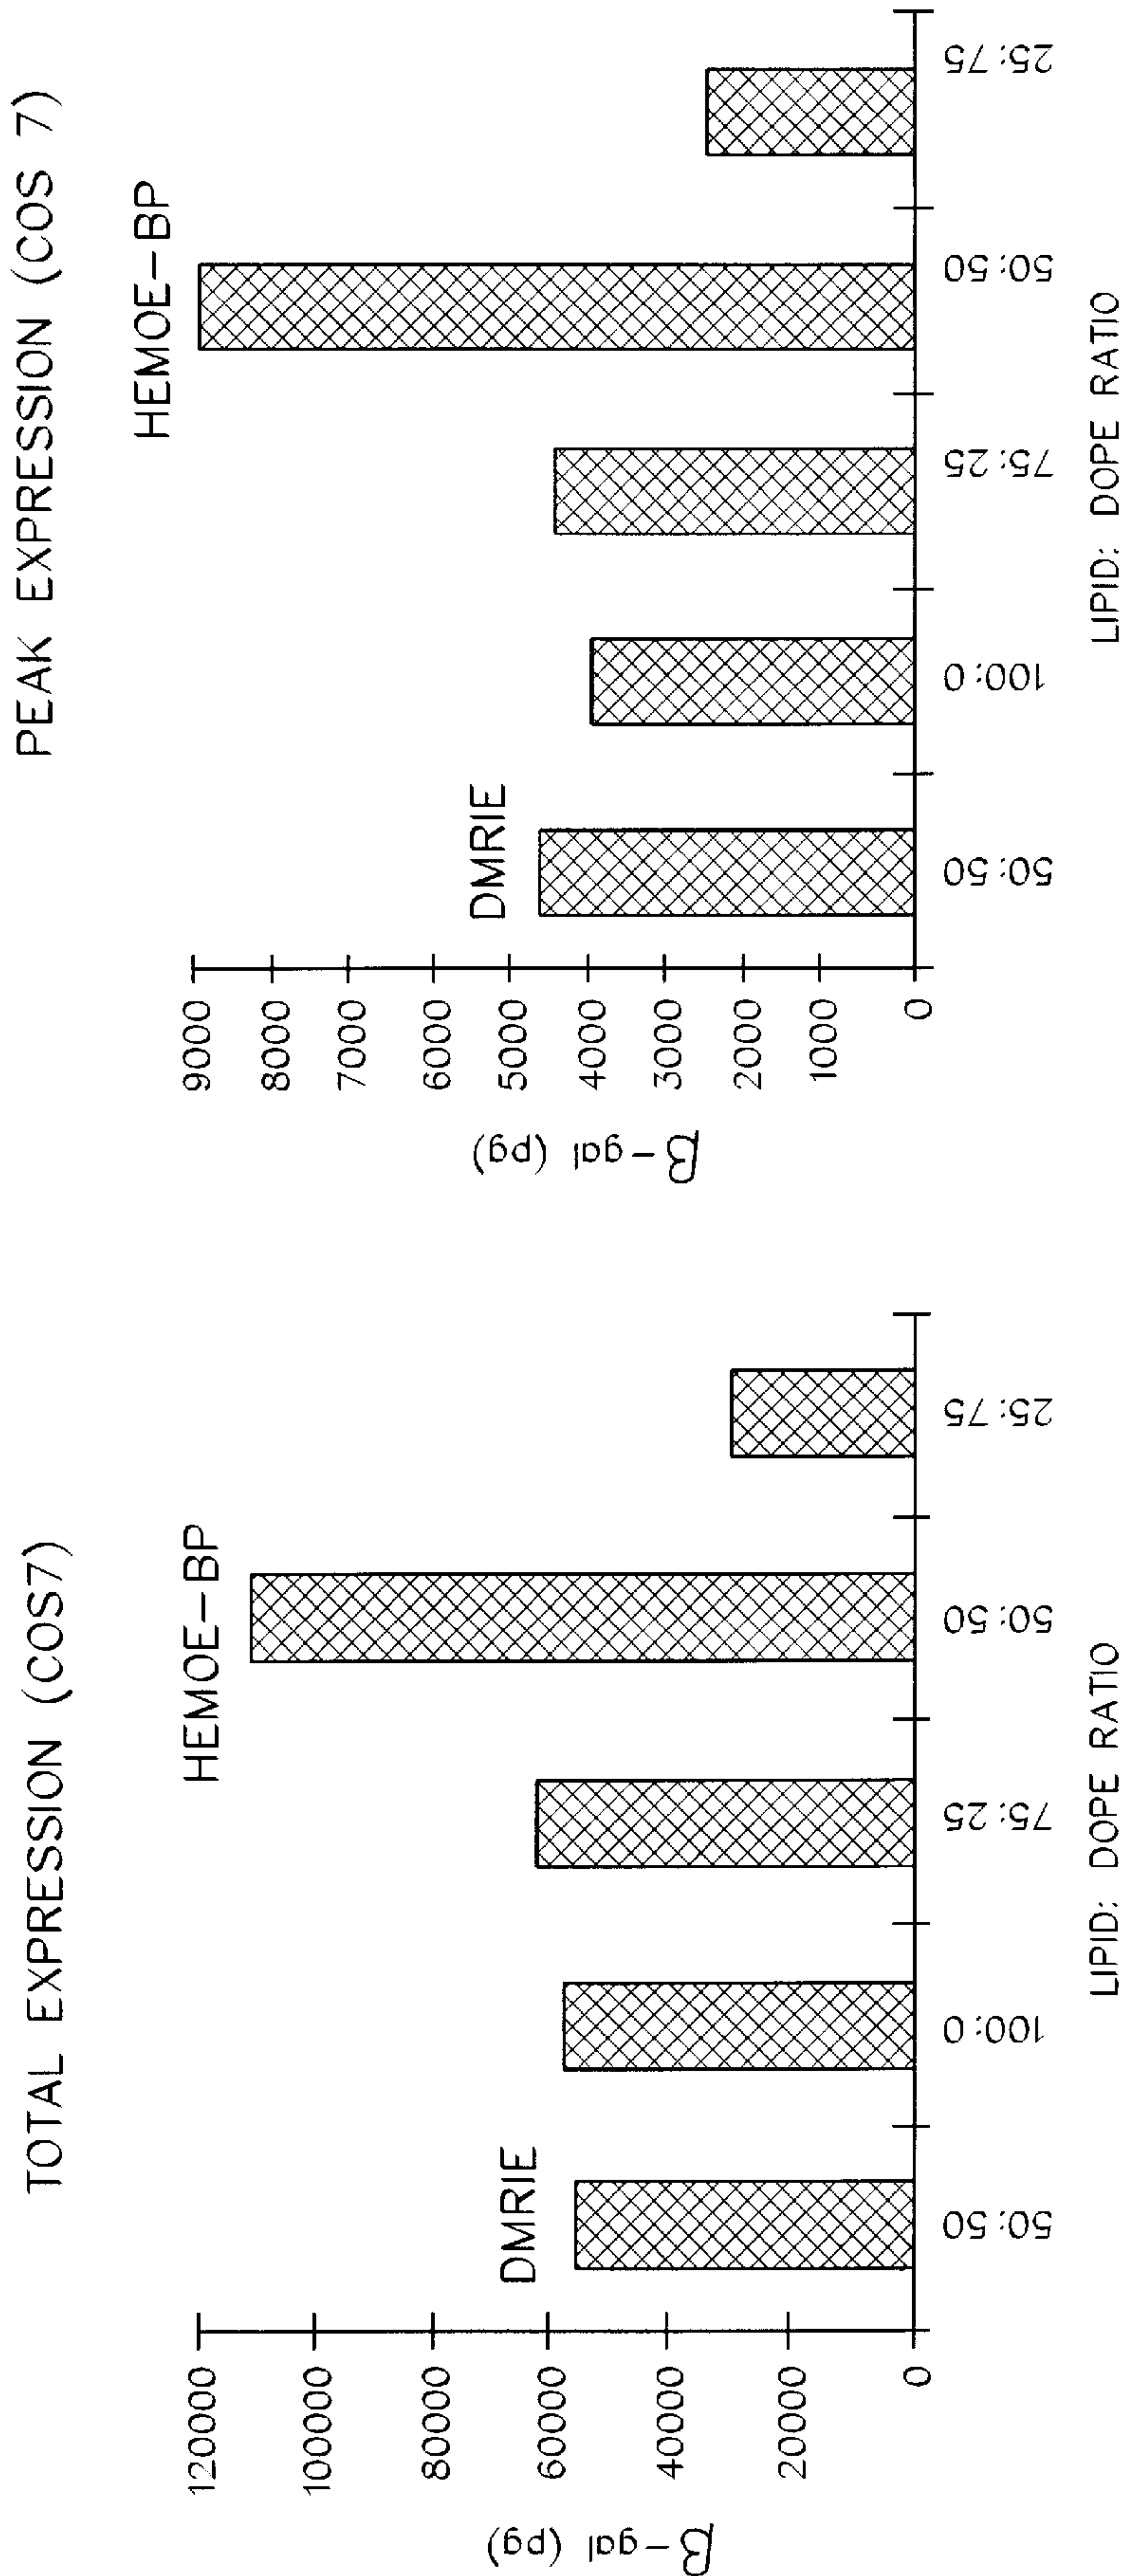 TOTAL EXPRESSION (COS7)
HEMOE-BP
DMRIE
120000
100000
80000
60000
40000
20000
0
β-gal (pg)
50:50
100:0
75:25
50:50
25:75
LIPID: DOPE RATIO
PEAK EXPRESSION (COS 7)
HEMOE-BP
DMRIE
9000
8000
7000
6000
5000
4000
3000
2000
1000
0
β-gal (pg)
50:50
100:0
75:25
50:50
25:75
LIPID: DOPE RATIO